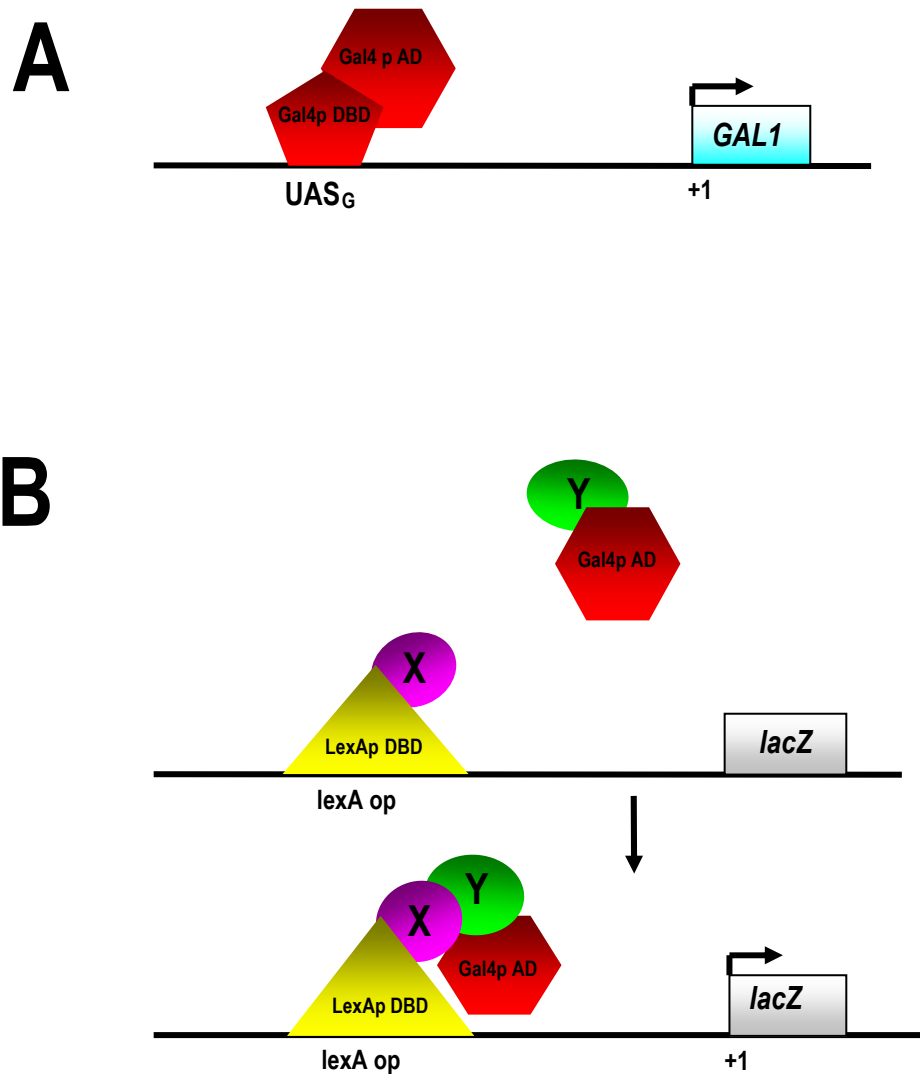 A
Gal4 p AD
Gal4p DBD
GAL1
UASG
+1
B
Y
Gal4p AD
X
LexAp DBD
lacZ
lexA op
Y
X
Gal4p AD
LexAp DBD
lacZ
lexA op
+1